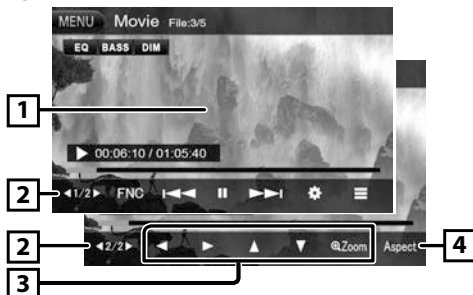 MENU Movie File:3/5
EQ BASS DIM
1
00:06:10 / 01:05:40
2 1/2 FNC
2 2/2 Zoom Aspect 4
3